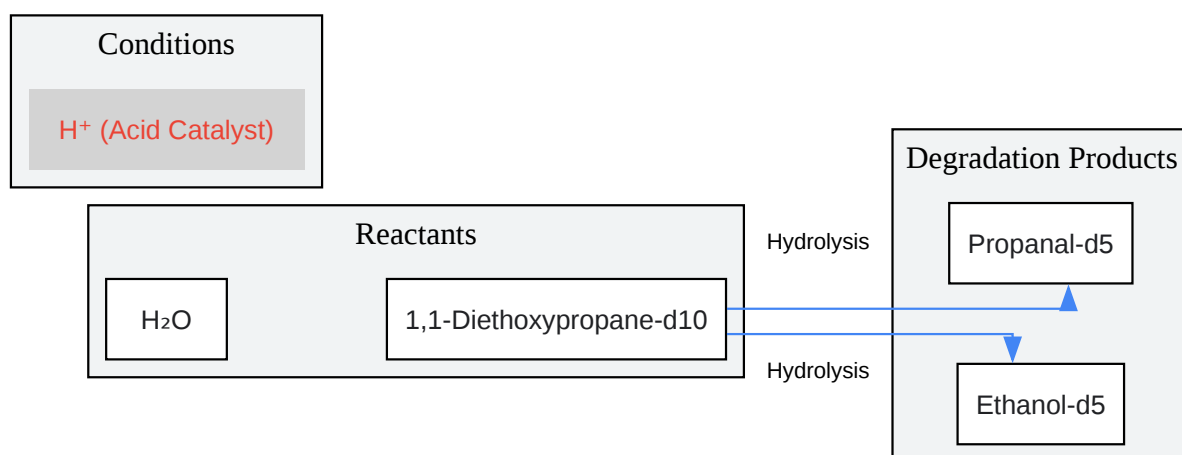 Conditions
H⁺ (Acid Catalyst)
Degradation Products
Reactants
Hydrolysis
Propanal-d5
H₂O
1,1-Diethoxypropane-d10
Hydrolysis
Ethanol-d5